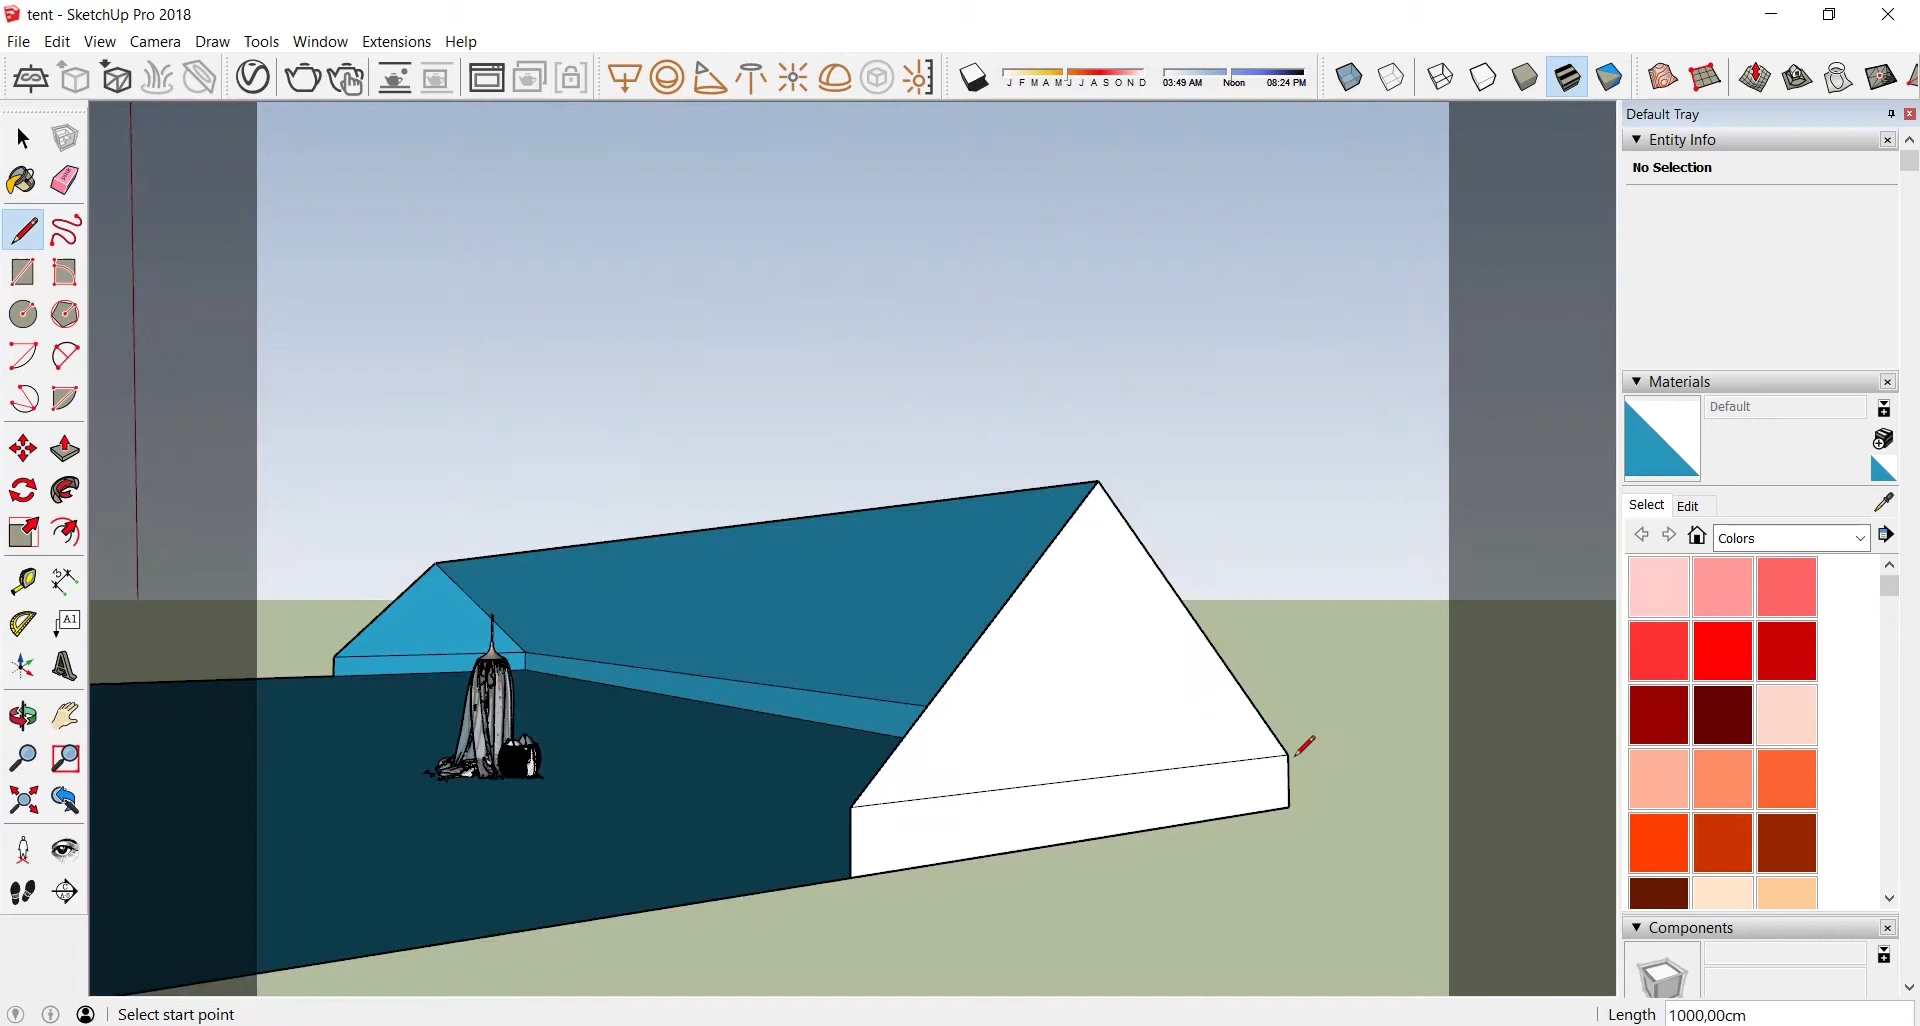 tent - SketchUp Pro 2018
File Edit View Camera Draw Tools Window Extensions Help
J F M A M J J A S O N D
03:49 AM Noon 08:24 PM
Default Tray
Entity Info
No Selection
Materials
Default
Select Edit
Colors
A1
Components
Select start point
Length 1000,00cm